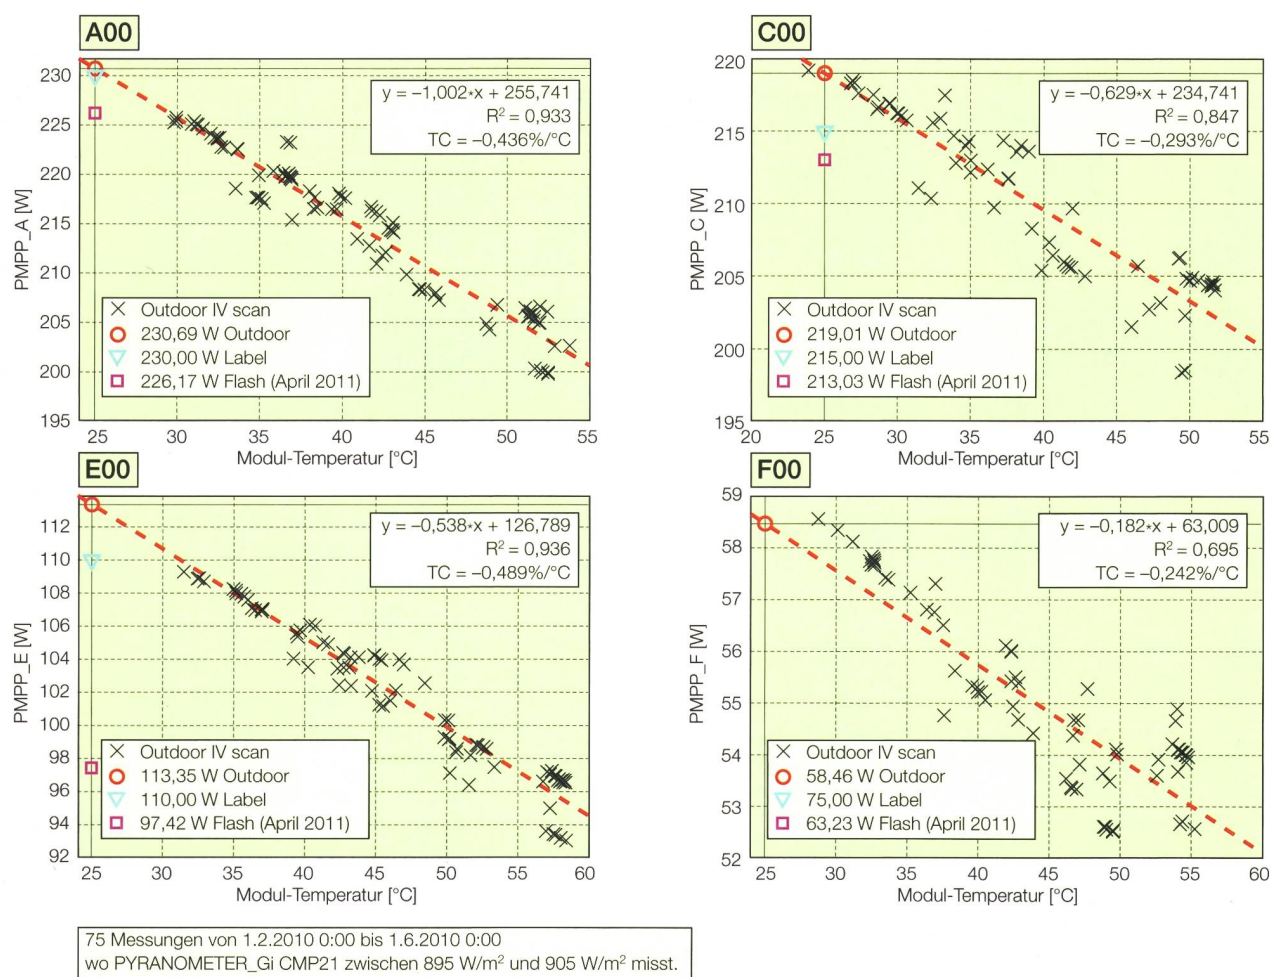 A00
PMPP_A [W]
230
225
220
215
210
205
200
195
y = –1,002*x + 255,741
R² = 0,933
TC = –0,436%/°C
Outdoor IV scan
230,69 W Outdoor
230,00 W Label
226,17 W Flash (April 2011)
25 30 35 40 45 50 55
Modul-Temperatur [°C]
C00
PMPP_C [W]
220
215
210
205
200
195
y = –0,629*x + 234,741
R² = 0,847
TC = –0,293%/°C
Outdoor IV scan
219,01 W Outdoor
215,00 W Label
213,03 W Flash (April 2011)
20 25 30 35 40 45 50 55
Modul-Temperatur [°C]
E00
PMPP_E [W]
112
110
108
106
104
102
100
98
96
94
92
y = –0,538*x + 126,789
R² = 0,936
TC = –0,489%/°C
Outdoor IV scan
113,35 W Outdoor
110,00 W Label
97,42 W Flash (April 2011)
25 30 35 40 45 50 55 60
Modul-Temperatur [°C]
F00
PMPP_F [W]
59
58
57
56
55
54
53
52
y = –0,182*x + 63,009
R² = 0,695
TC = –0,242%/°C
Outdoor IV scan
58,46 W Outdoor
75,00 W Label
63,23 W Flash (April 2011)
25 30 35 40 45 50 55 60
Modul-Temperatur [°C]
75 Messungen von 1.2.2010 0:00 bis 1.6.2010 0:00
wo PYRANOMETER_Gi CMP21 zwischen 895 W/m² und 905 W/m² misst.